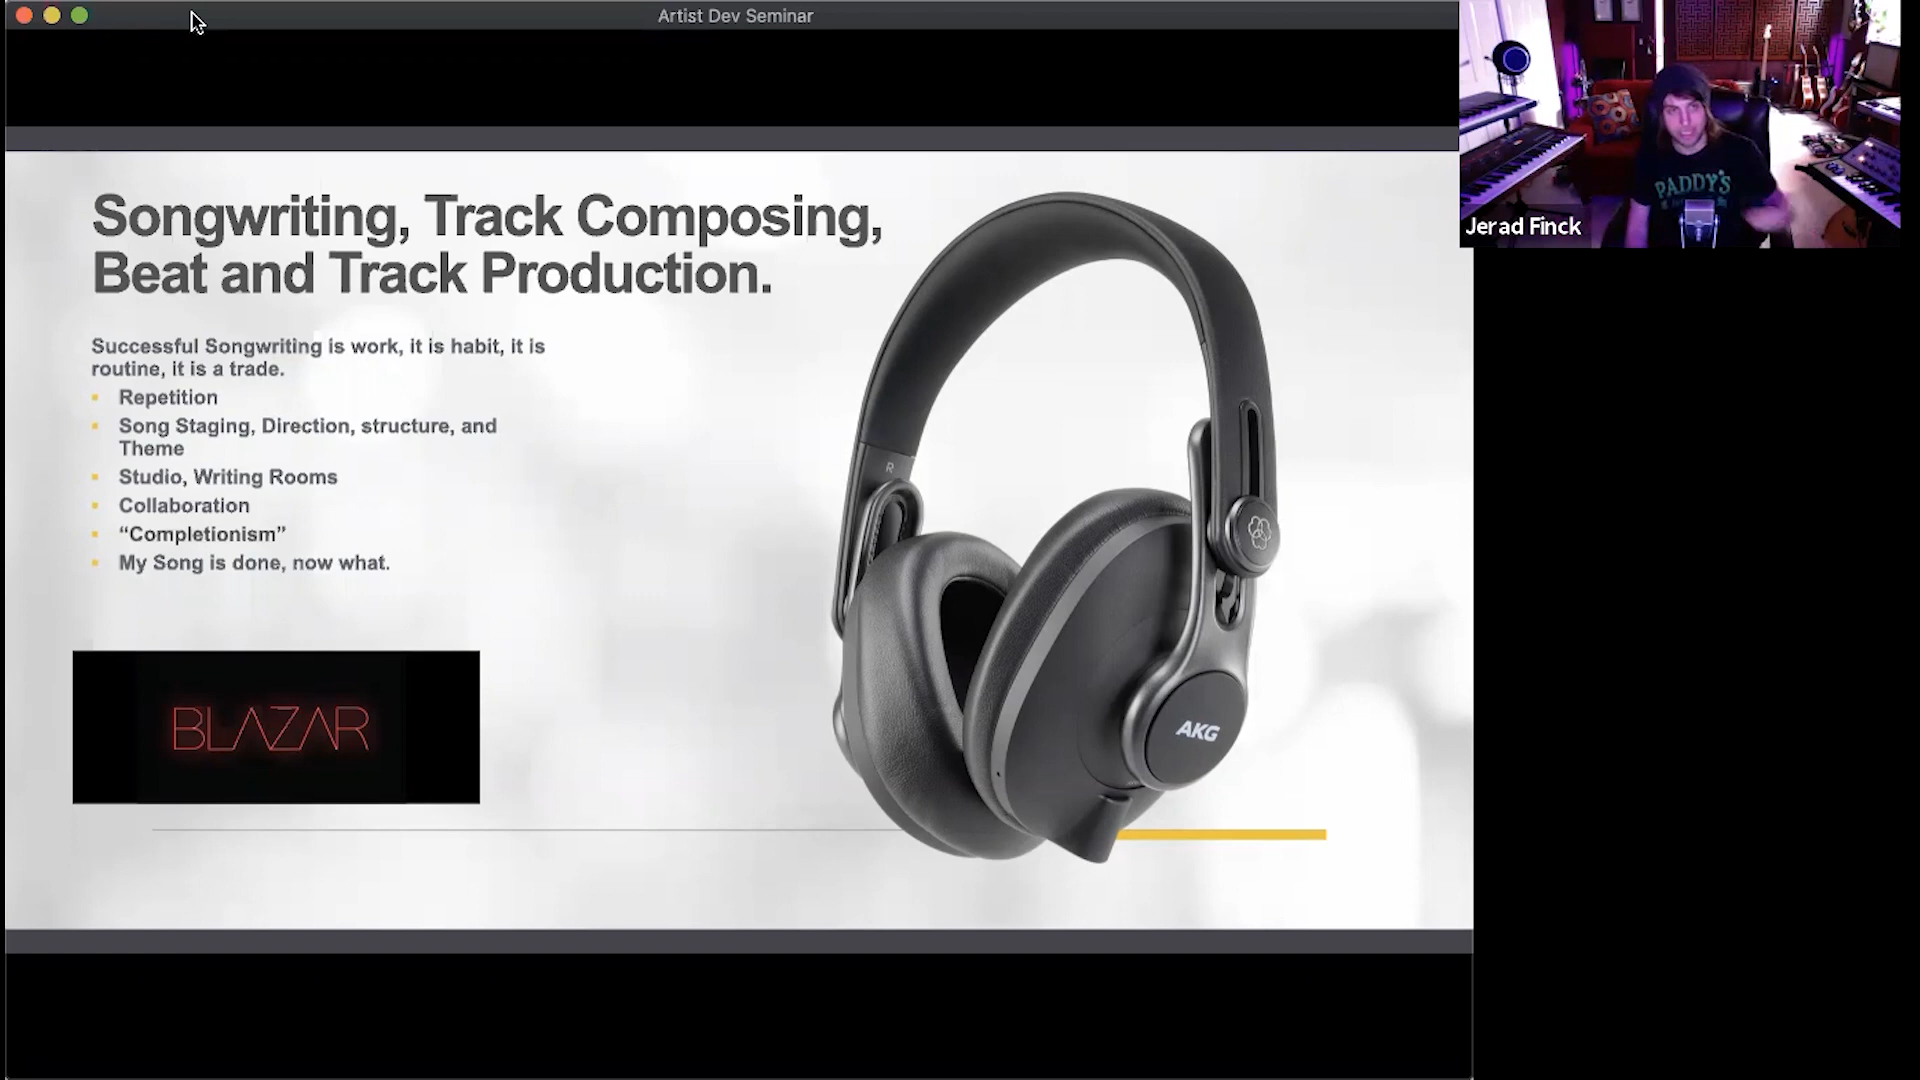 Artist Dev Seminar
Songwriting, Track Composing,
Beat and Track Production.
Successful Songwriting is work, it is habit, it is
routine, it is a trade.
Repetition
Song Staging, Direction, structure, and
Theme
Studio, Writing Rooms
Collaboration
“Completionism”
My Song is done, now what.
BLAZAR
R
AKG
PADDY'S
Jerad Finck